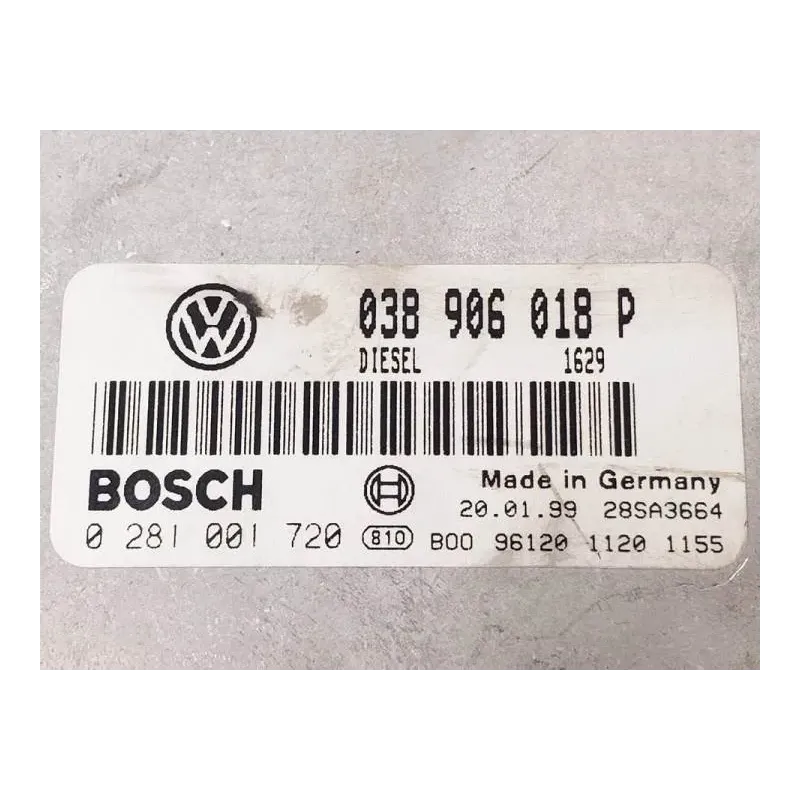 038 906 018 P
DIESEL 1629
BOSCH Made in Germany
20.01.99 28SA3664
0 281 001 720 810 B00 96120 1120 1155